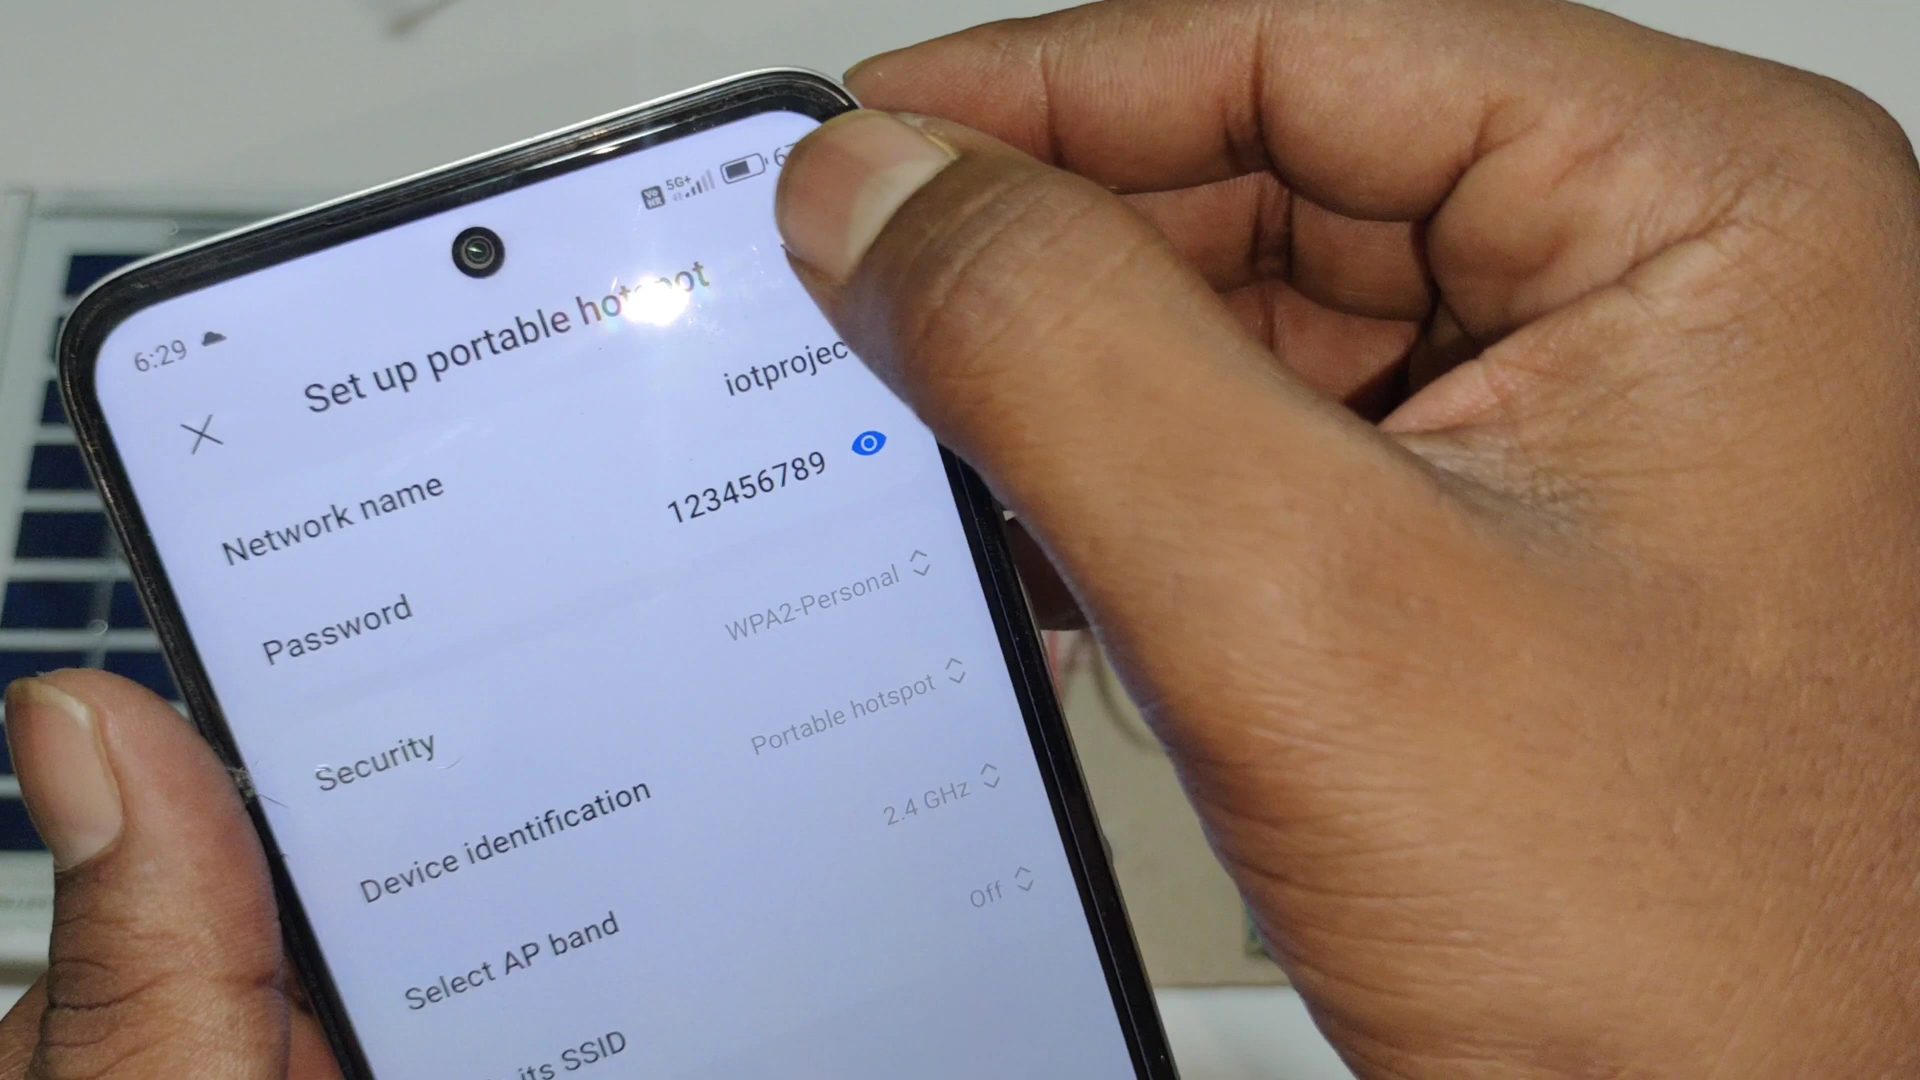 6:29
5G+
Set up portable hotspot
Network name
iotprojec
Password
123456789
Security
WPA2-Personal
Device identification
Portable hotspot
Select AP band
2.4 GHz
its SSID
Off